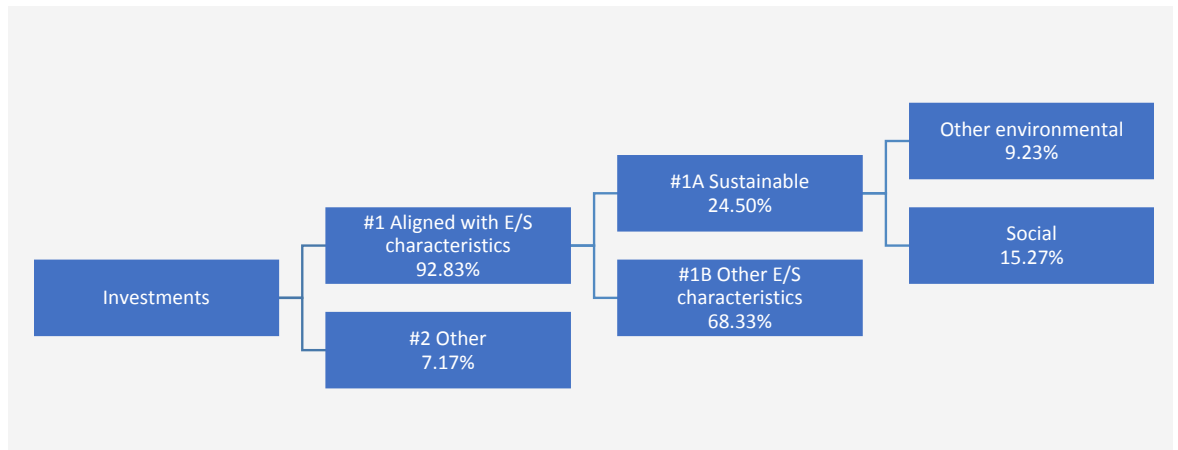 Investments
#1 Aligned with E/S
characteristics
92.83%
#2 Other
7.17%
#1A Sustainable
24.50%
#1B Other E/S
characteristics
68.33%
Other environmental
9.23%
Social
15.27%